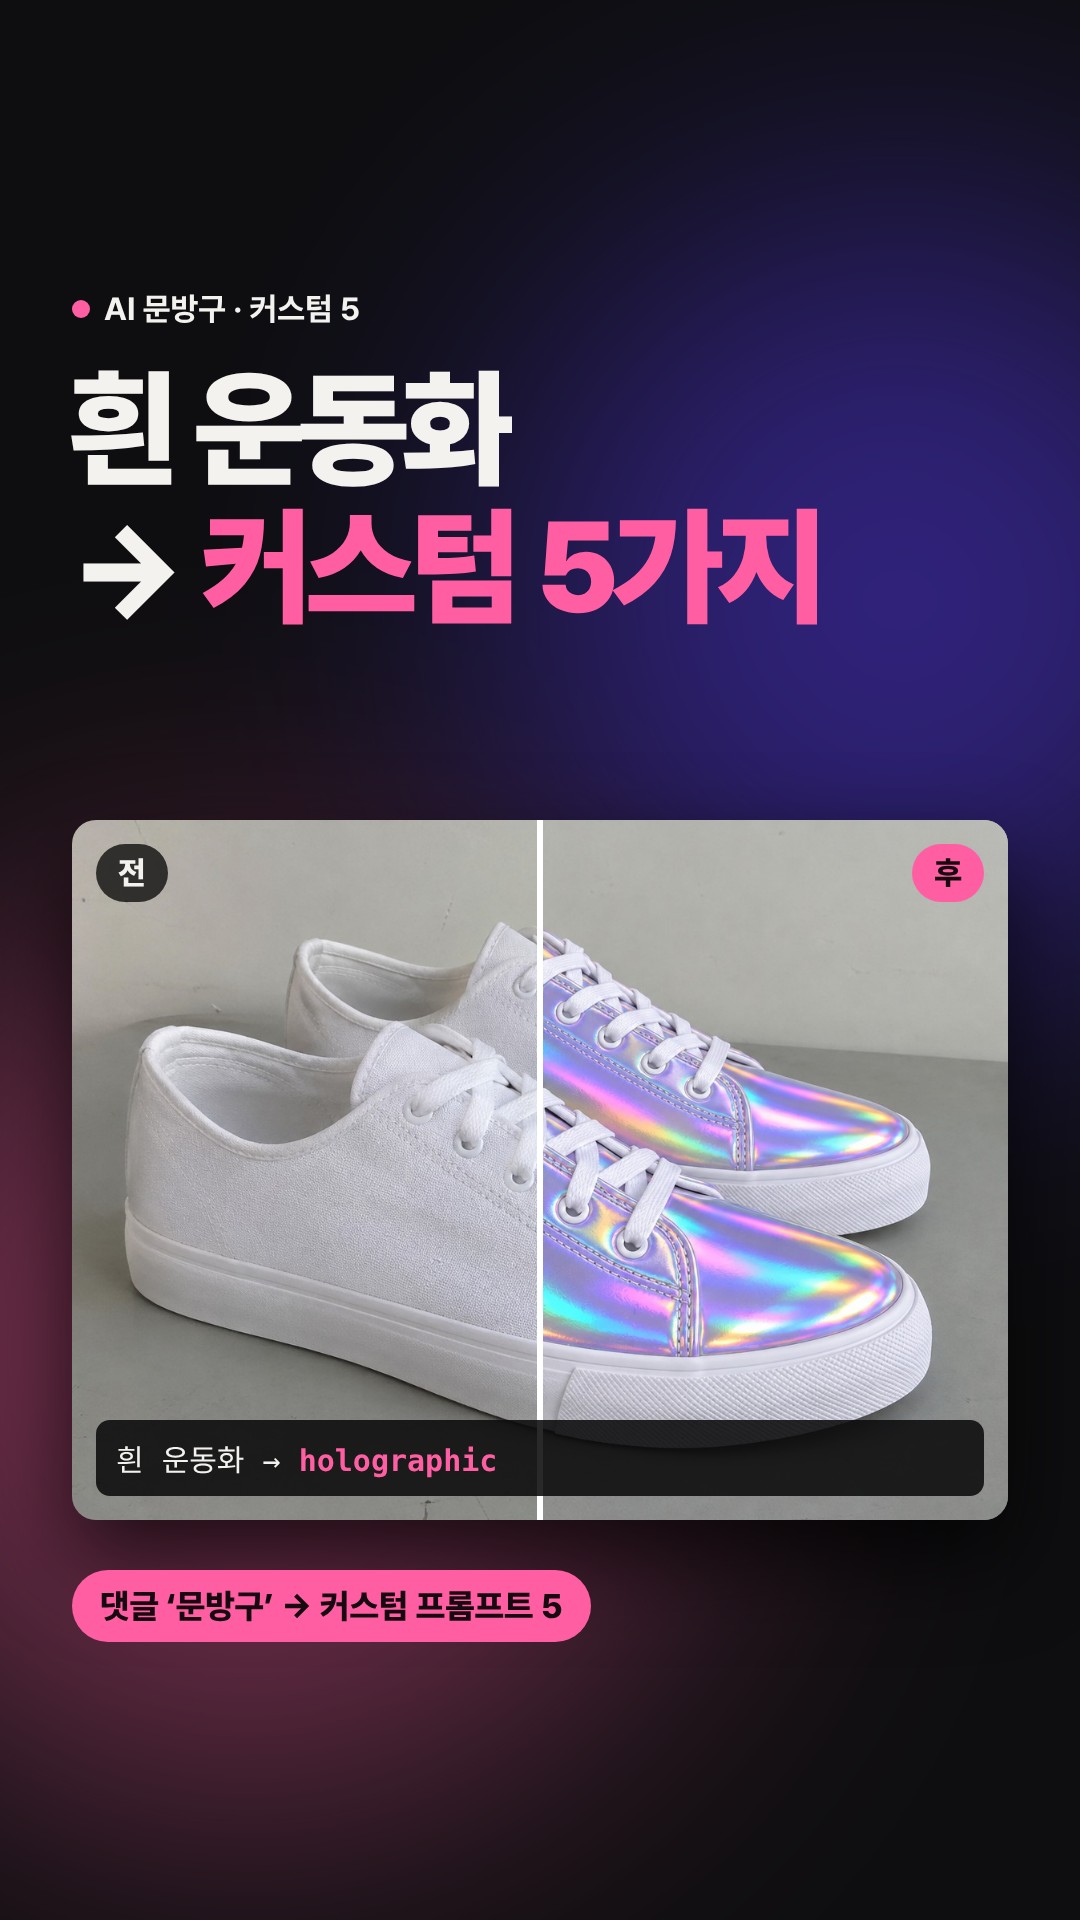 AI 문방구 · 커스텀 5
흰 운동화
→ 커스텀 5가지
전
후
흰 운동화 → holographic
댓글 ‘문방구’ → 커스텀 프롬프트 5